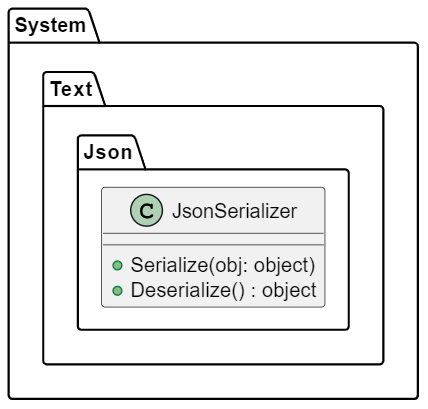 System
Text
Json
C JsonSerializer
Serialize(obj: object)
Deserialize() : object